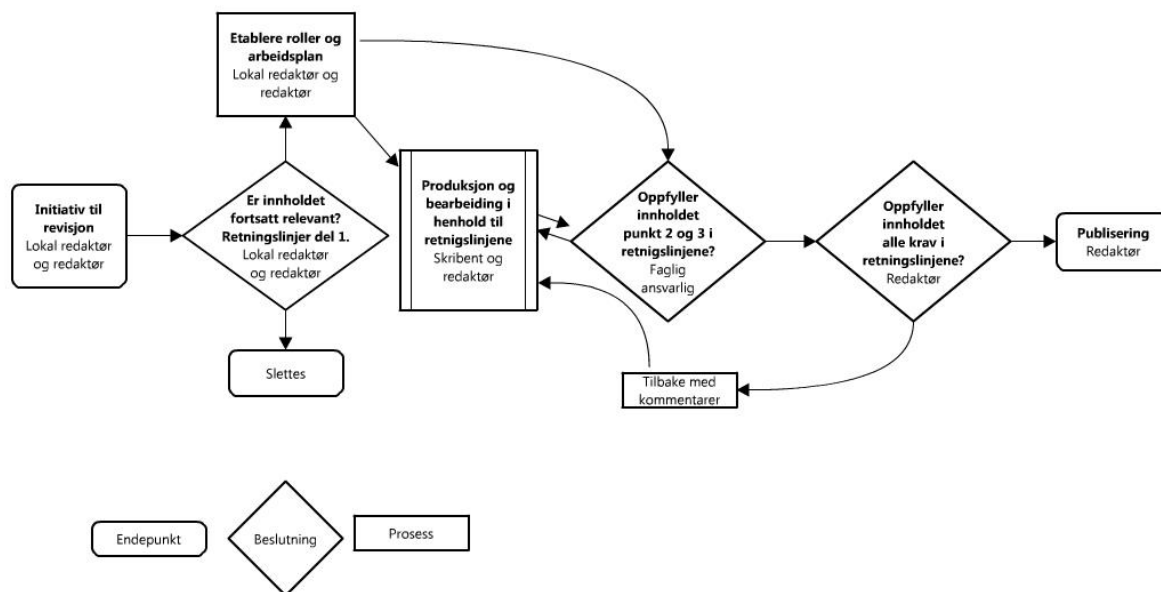 Etablere roller og
arbeidsplan
Lokal redaktør og
redaktør
Initiativ til
revisjon
Lokal redaktør
og redaktør
Er innholdet
fortsatt relevant?
Retningslinjer del 1.
Lokal redaktør
og redaktør
Slettes
Produksjon og
bearbeiding i
henhold til
retnigslinjene
Skribent og
redaktør
Oppfyller
innholdet
punkt 2 og 3 i
retnigslinjene?
Faglig
ansvarlig
Oppfyller
innholdet
alle krav i
retningslinjene?
Redaktør
Publisering
Redaktør
Tilbake med
kommentarer
Endepunkt
Beslutning
Prosess